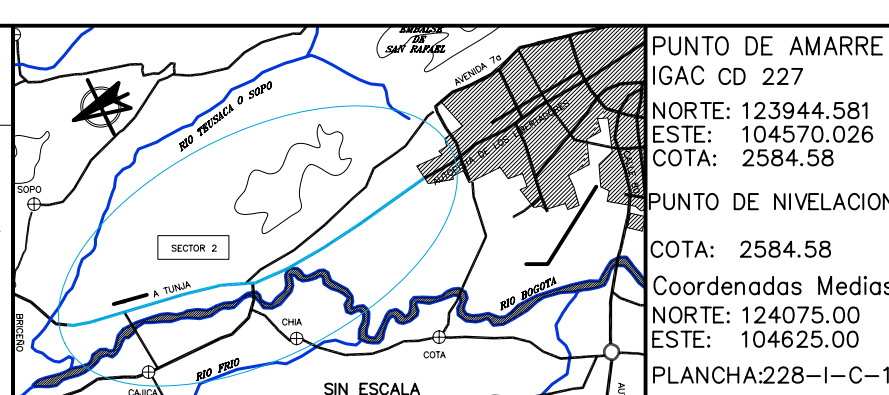 EMBALSE
DE
SAN RAFAEL
AVENIDA 7a
RIO TEUSACA O SOPO
AUTOPISTA DE LOS LIBERTADORES
SOPO
SECTOR 2
A TUNJA
BRICEÑO
RIO BOGOTA
CHIA
COTA
RIO FRIO
CAJICA
SIN ESCALA
PUNTO DE AMARRE
IGAC CD 227
NORTE: 123944.581
ESTE: 104570.026
COTA: 2584.58
PUNTO DE NIVELACION
COTA: 2584.58
Coordenadas Medias
NORTE: 124075.00
ESTE: 104625.00
PLANCHA:228-I-C-1